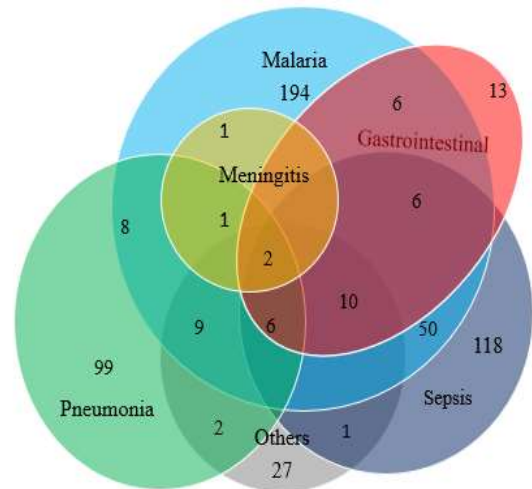 Malaria
194
13
6
1
Gastrointestinal
Meningitis
6
1
8
2
10
9
6
50
118
99
Pneumonia
Sepsis
2
Others
1
27